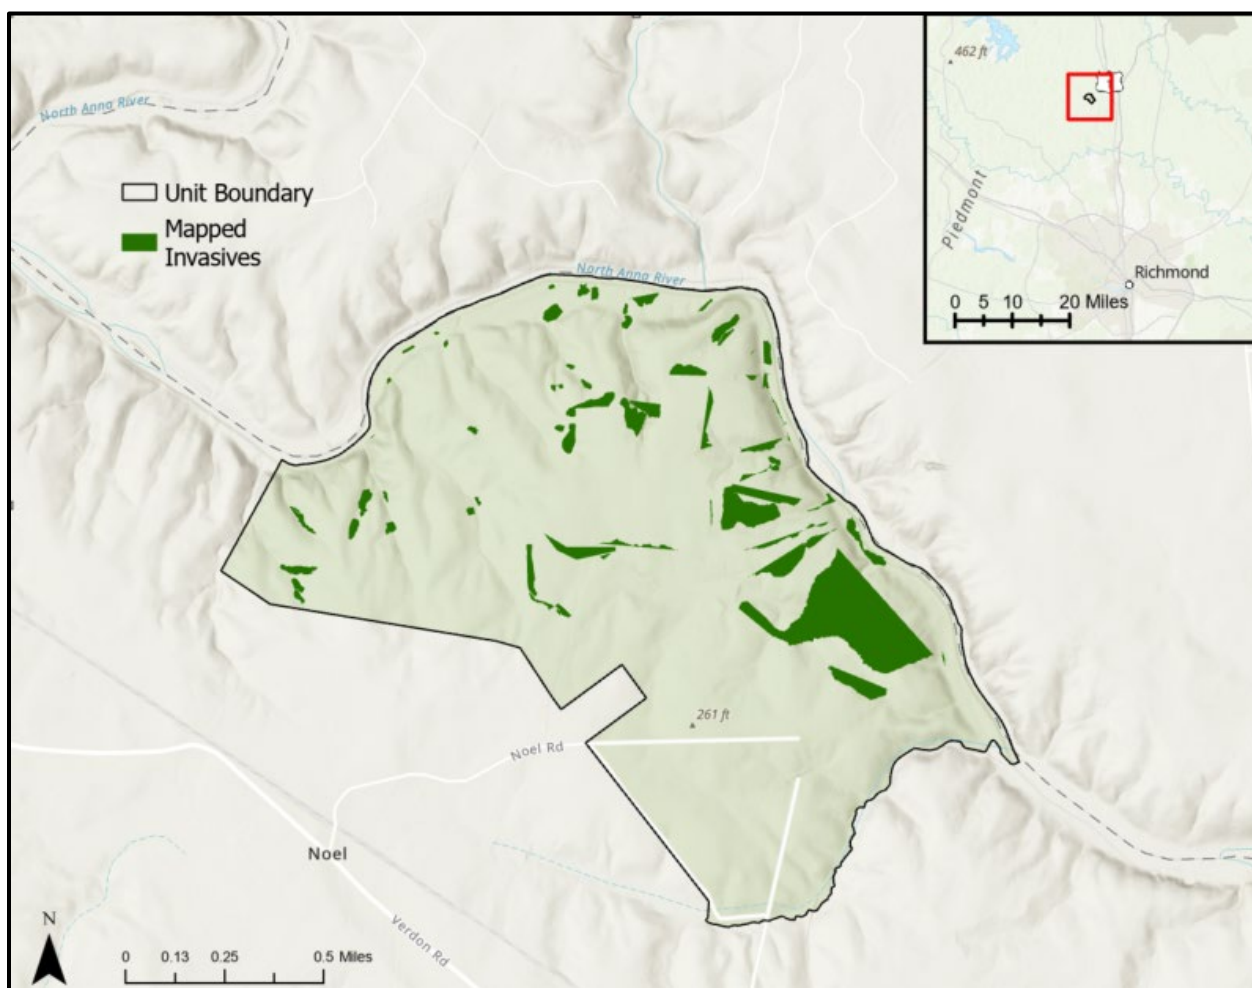 North Anna River
Unit Boundary
Mapped
Invasives
North Anna River
462 ft
Piedmont
Richmond
0 5 10 20 Miles
261 ft
Noel Rd
Noel
Verdon Rd
N
0 0.13 0.25 0.5 Miles